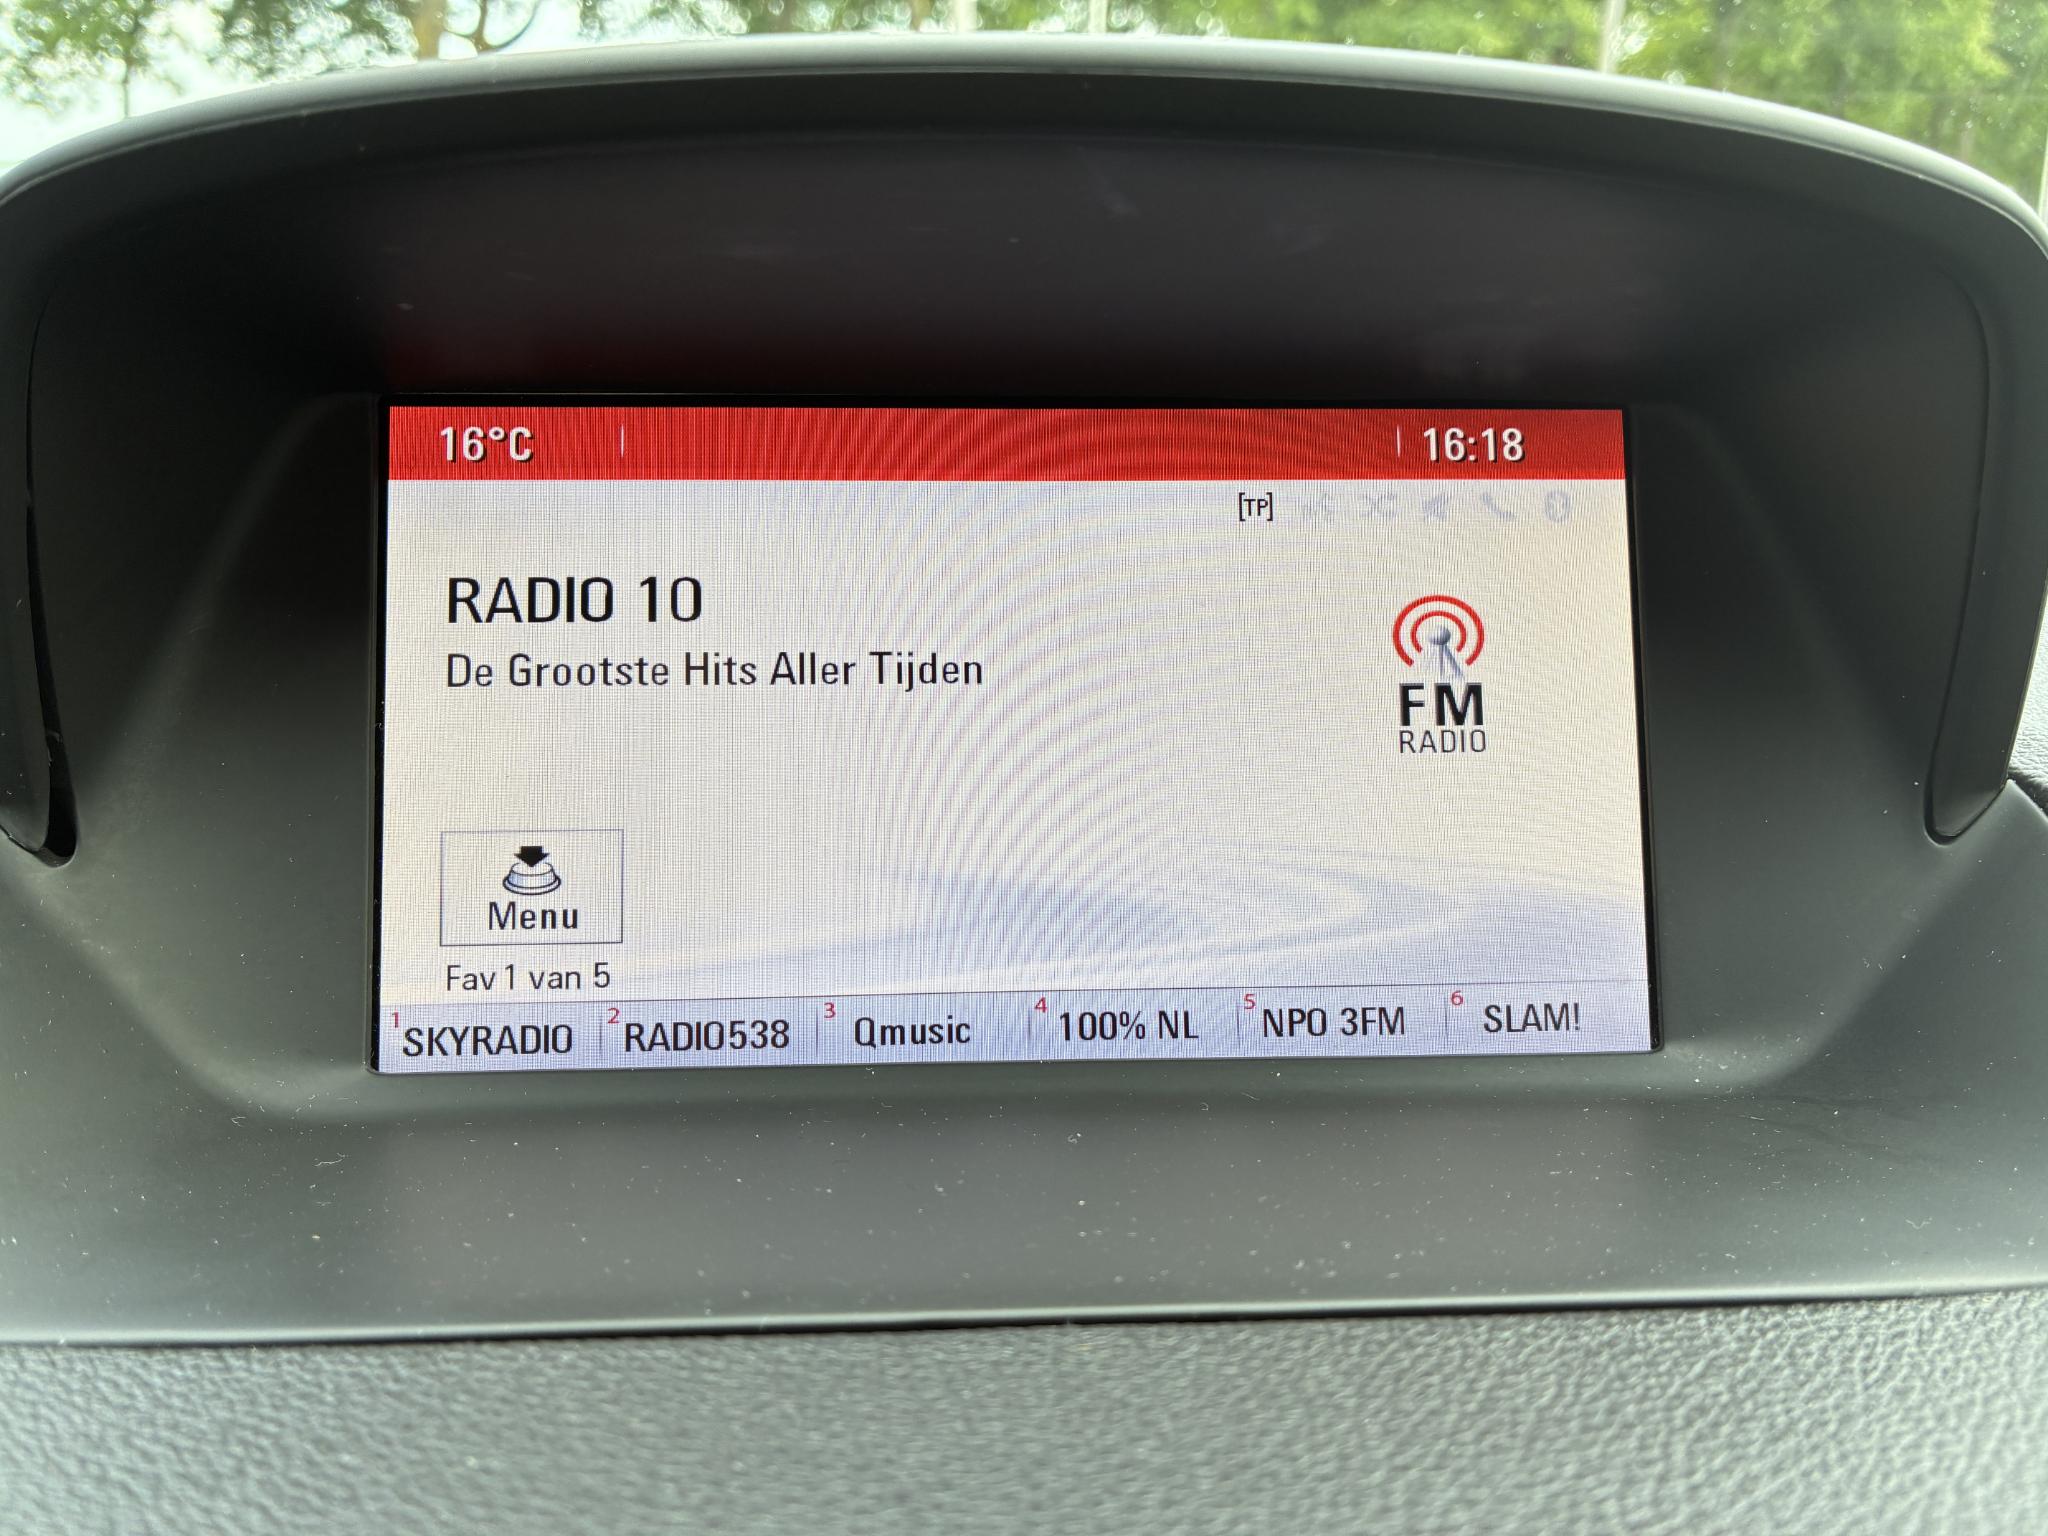 16°C 16:18
[TP]
RADIO 10
De Grootste Hits Aller Tijden
FM
RADIO
Menu
Fav 1 van 5
1 SKYRADIO 2 RADIO538 3 Qmusic 4 100% NL 5 NPO 3FM 6 SLAM!